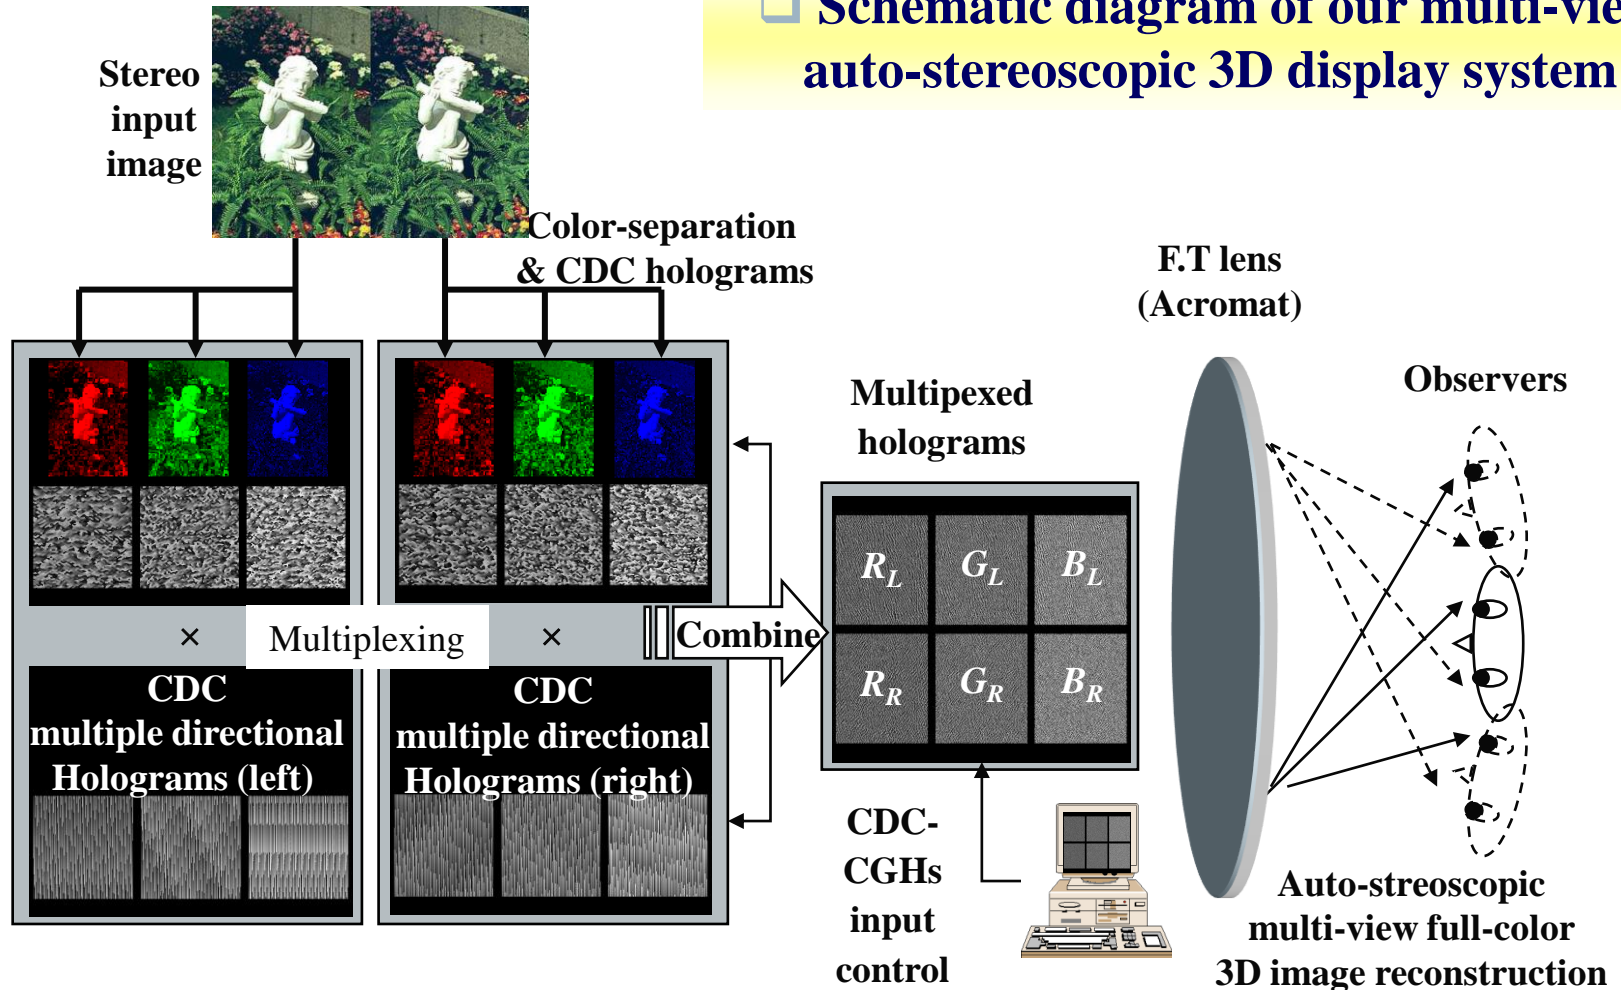 ❑ Schematic diagram of our multi-vie
auto-stereoscopic 3D display system
Stereo
input
image
Color-separation
& CDC holograms
F.T lens
(Acromat)
Observers
Multipexed
holograms
R_L G_L B_L
R_R G_R B_R
× Multiplexing ×
Combine
CDC
multiple directional
Holograms (left)
CDC
multiple directional
Holograms (right)
CDC-
CGHs
input
control
Auto-streoscopic
multi-view full-color
3D image reconstruction